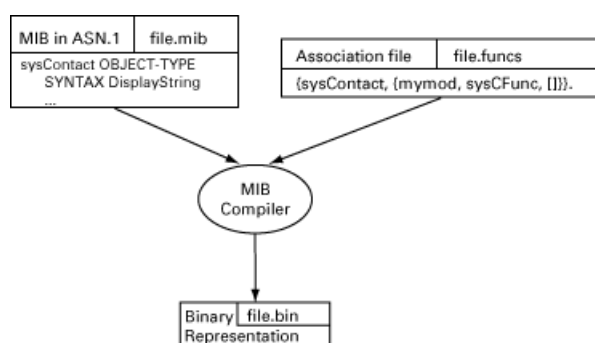 MIB in ASN.1 file.mib
sysContact OBJECT-TYPE
SYNTAX DisplayString
...
Association file file.funcs
{sysContact, {mymod, sysCFunc, []}}.
MIB
Compiler
Binary file.bin
Representation